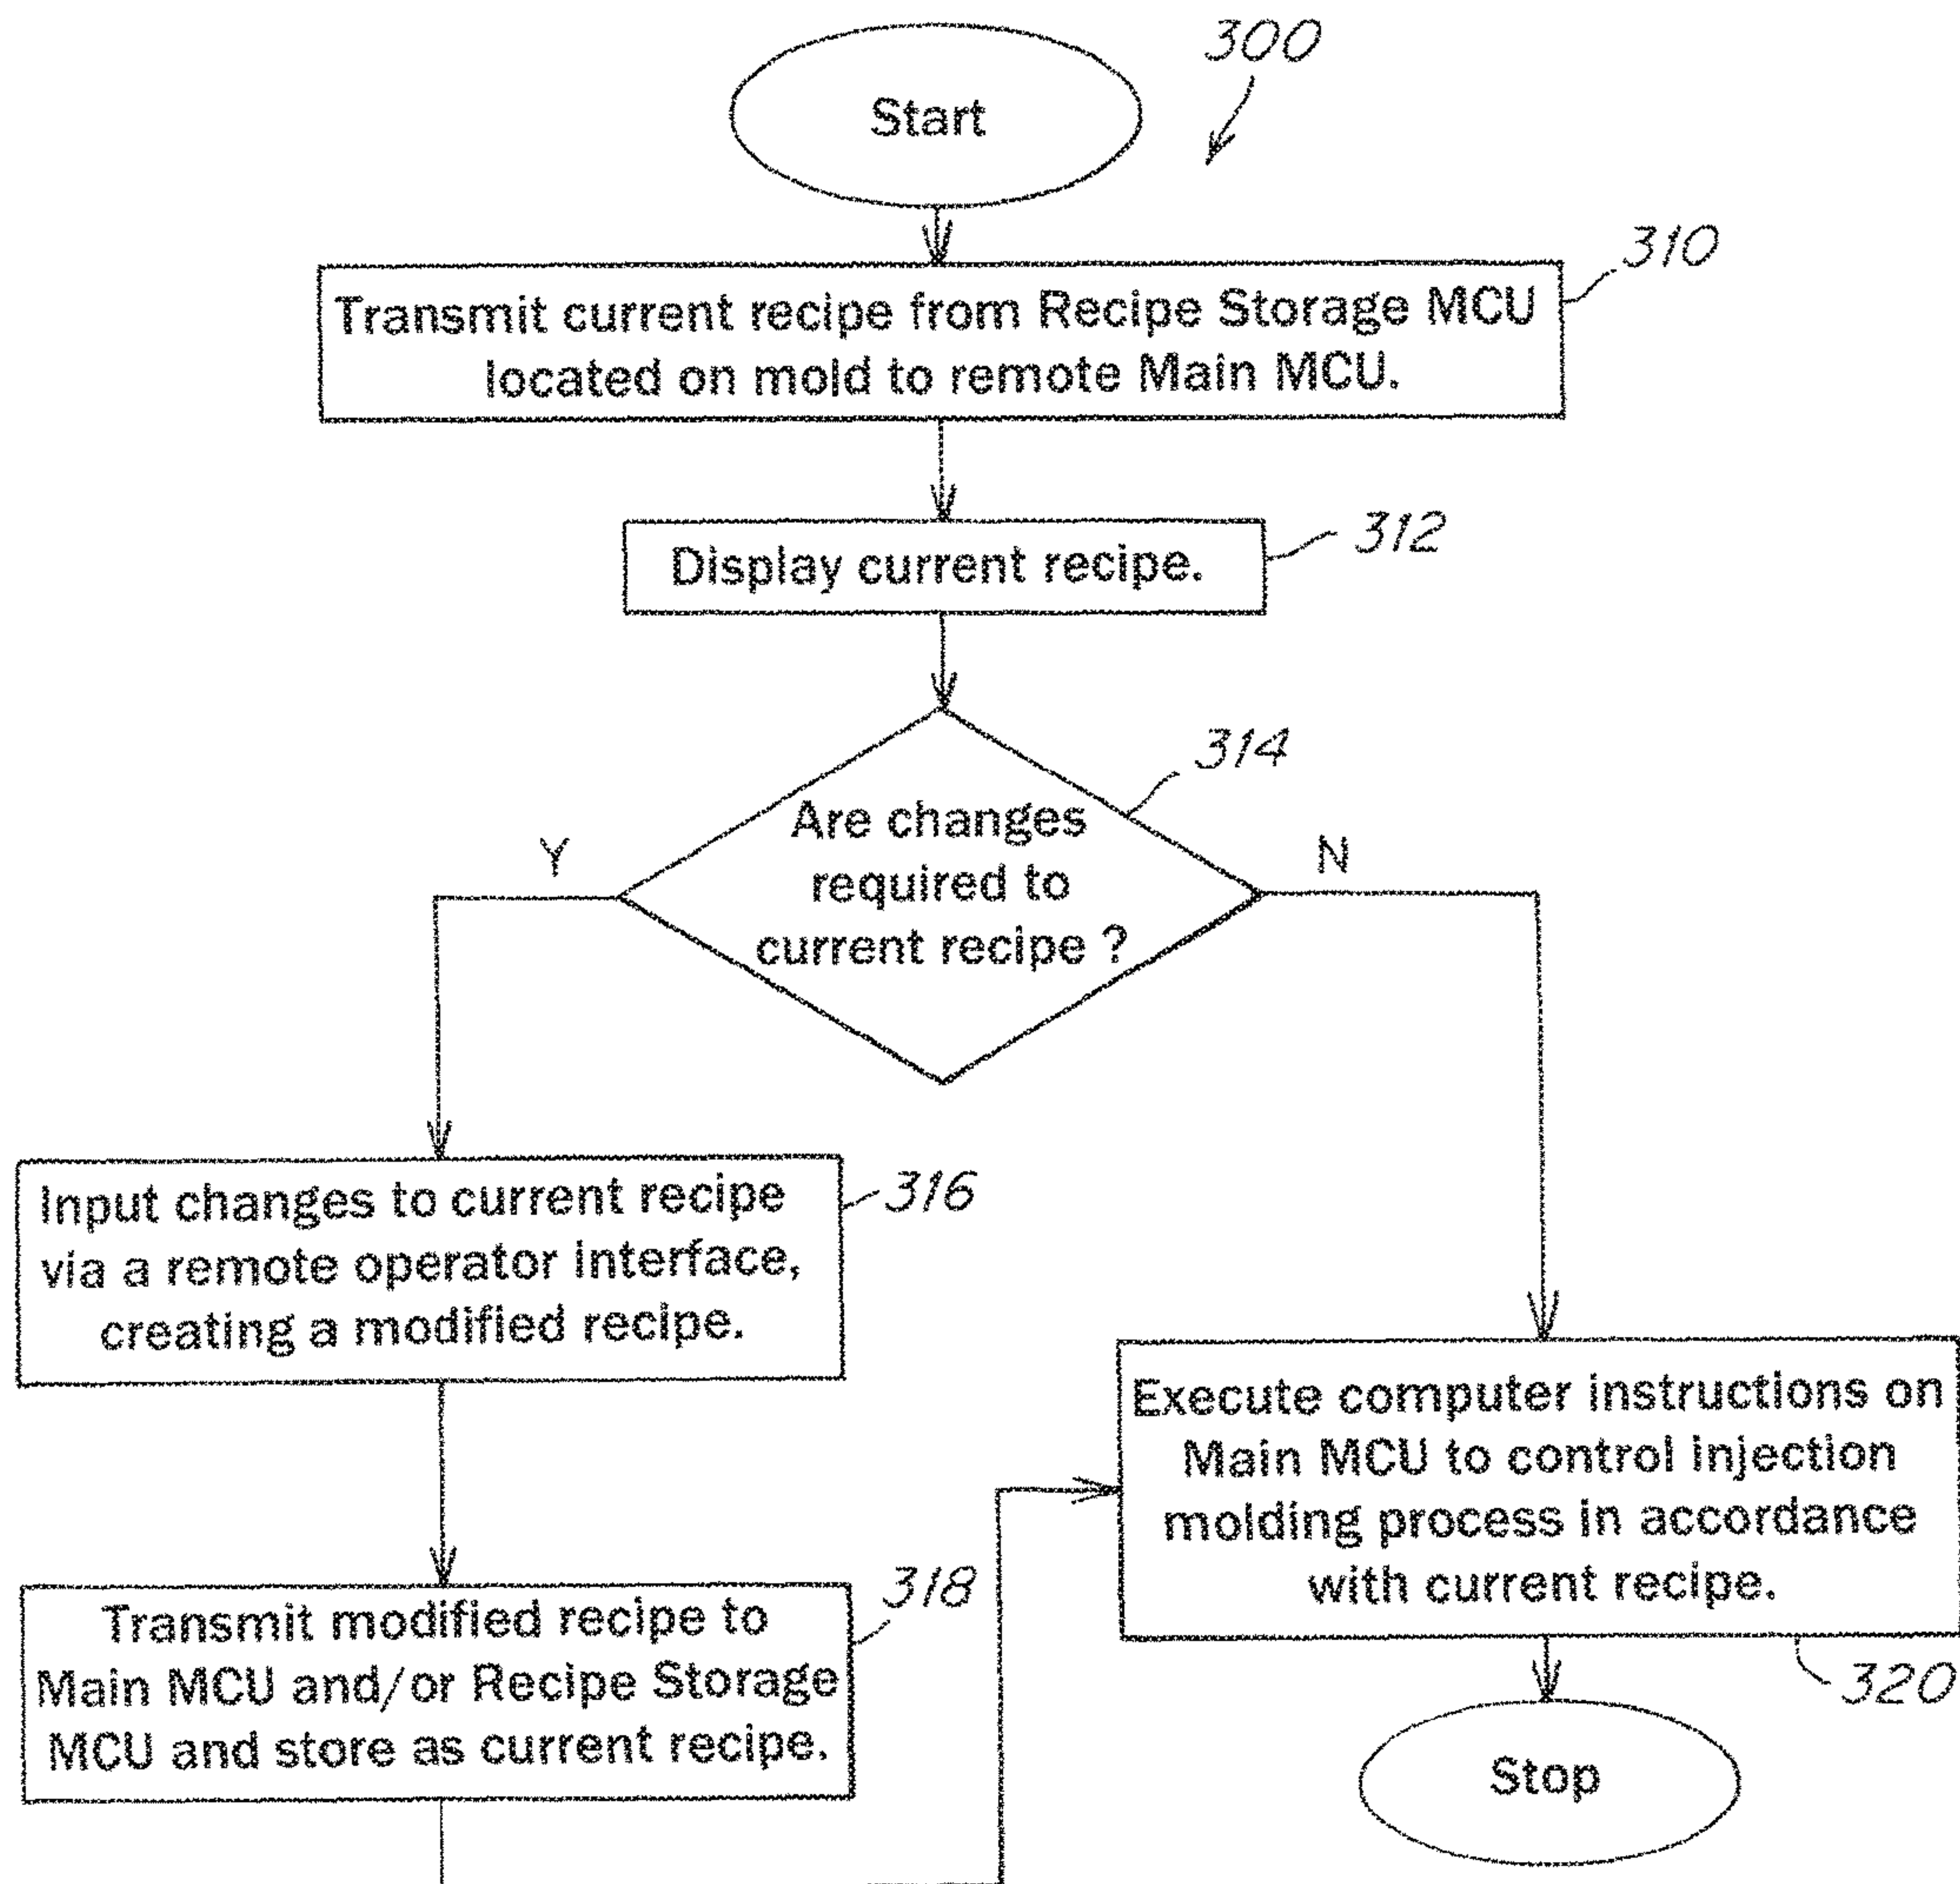 300
Start
310
Transmit current recipe from Recipe Storage MCU
located on mold to remote Main MCU.
312
Display current recipe.
314
Are changes
required to
current recipe ?
Y
N
316
Input changes to current recipe
via a remote operator interface,
creating a modified recipe.
318
Transmit modified recipe to
Main MCU and/or Recipe Storage
MCU and store as current recipe.
Execute computer instructions on
Main MCU to control injection
molding process in accordance
with current recipe.
320
Stop